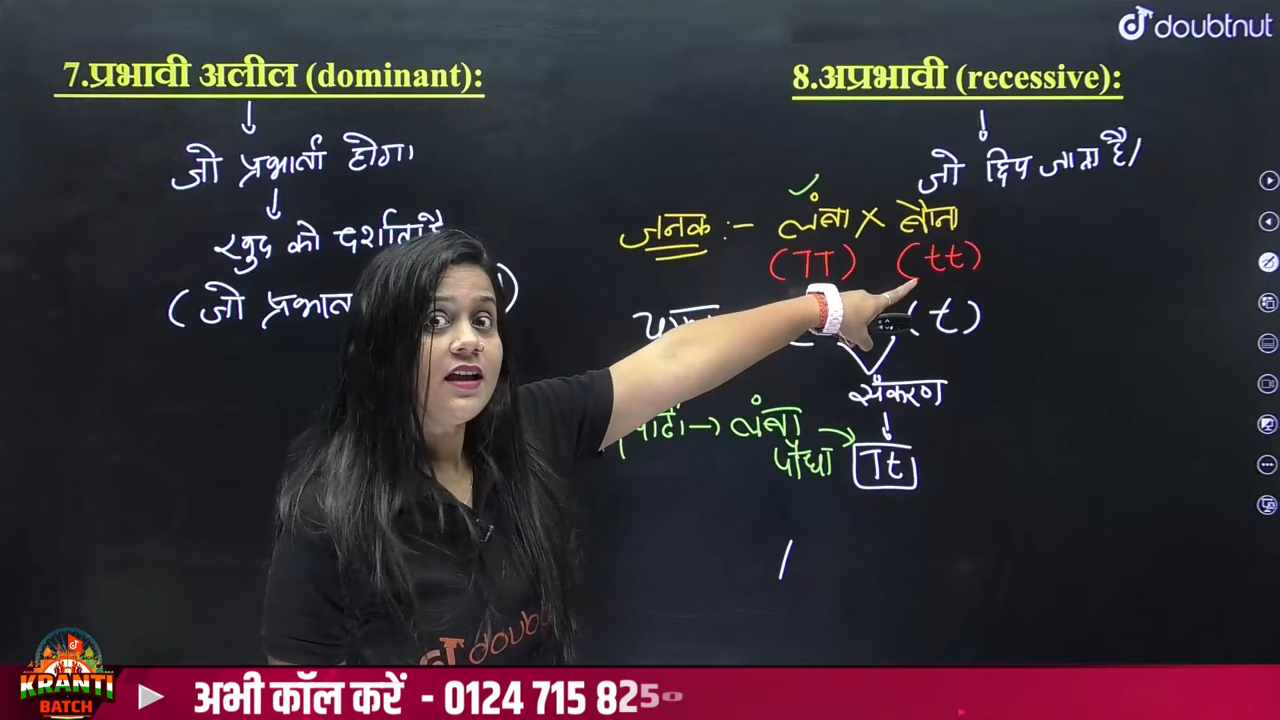 doubtnut
7.प्रभावी अलील (dominant):
जो प्रभावी होगा
खुद को दर्शाता है
(जो )
8.अप्रभावी (recessive):
जो छिप जाता है।
जनक :- लंबा × बौना
(TT) (tt)
(t)
संकरण
→ लंबा
पौधा
Tt
doub
KRANTI
BATCH
अभी कॉल करें - 0124 715 825